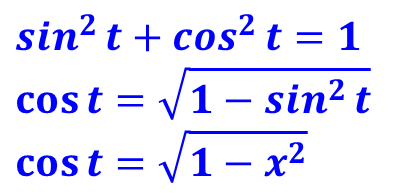 sin² t + cos² t = 1
cos t = √(1 − sin² t)
cos t = √(1 − x²)